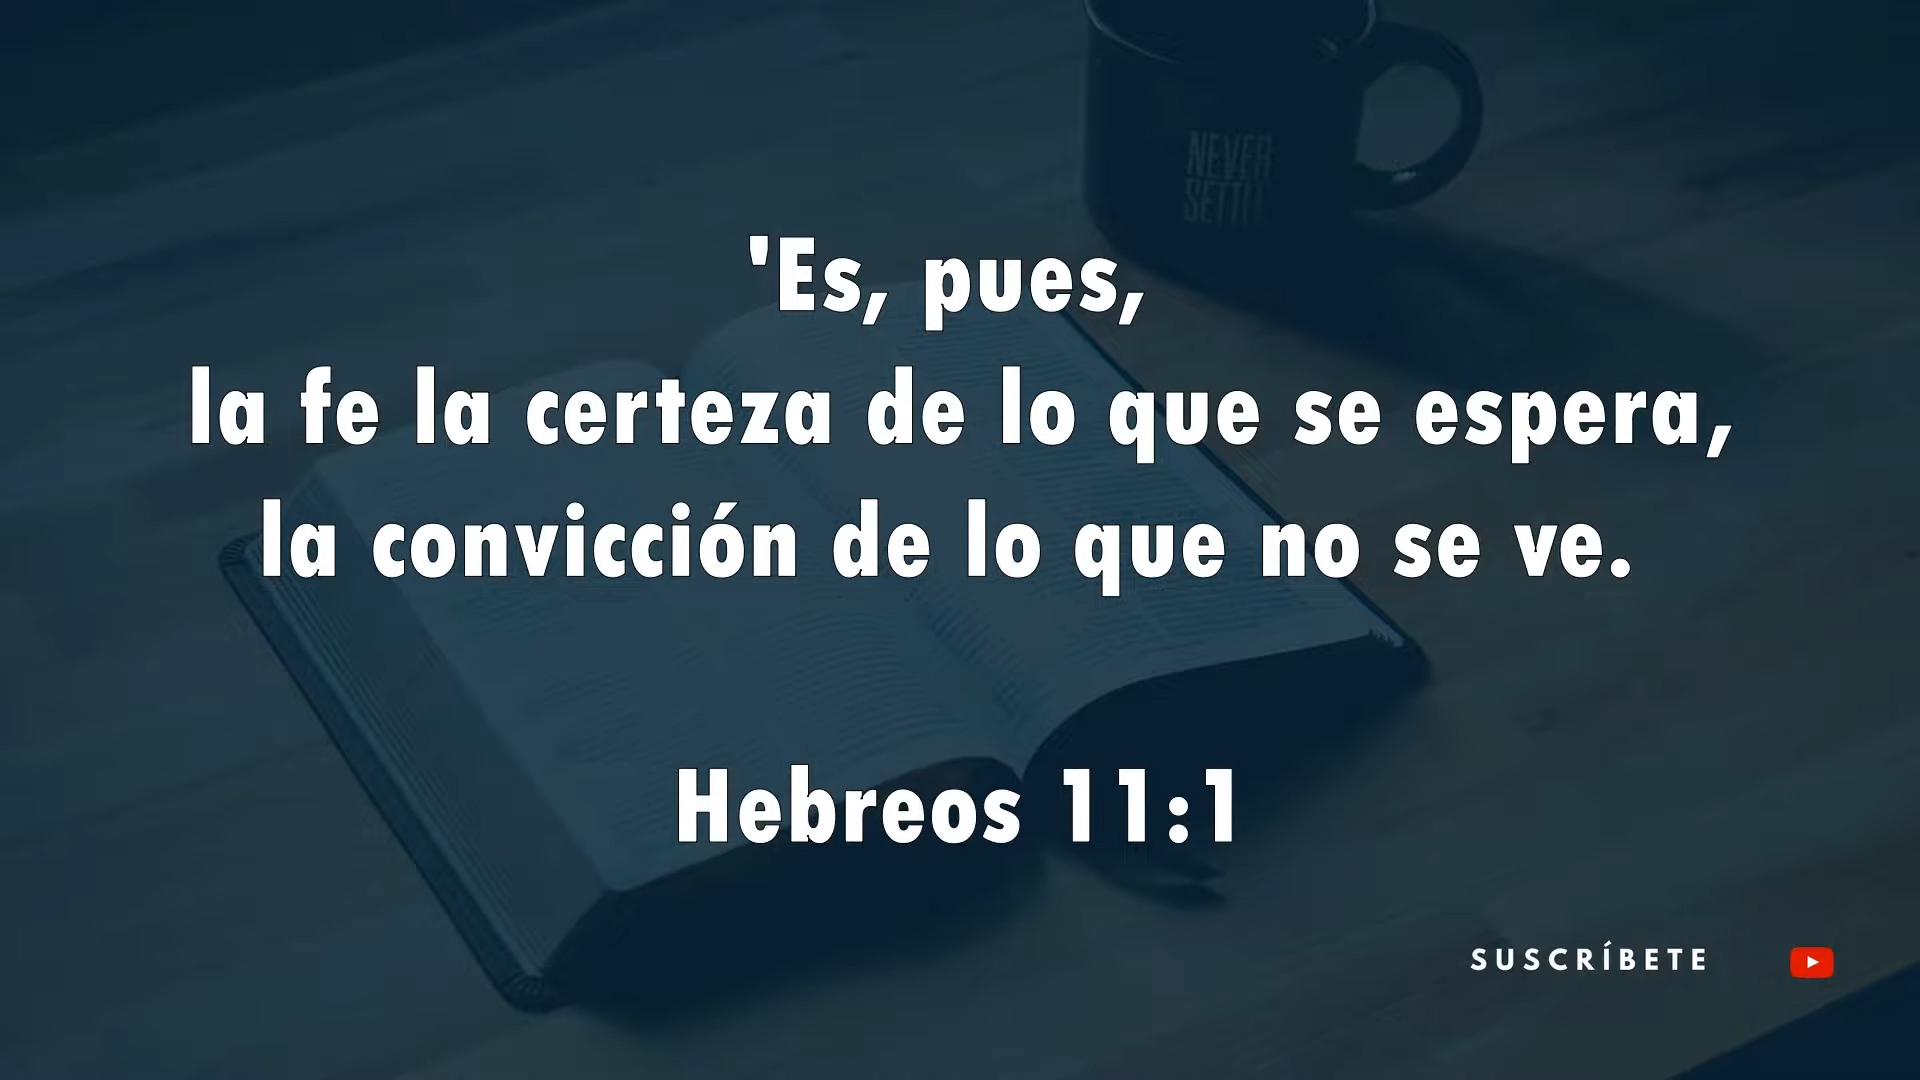 NEVER
'Es, pues,
la fe la certeza de lo que se espera,
la convicción de lo que no se ve.
Hebreos 11:1
SUSCRÍBETE